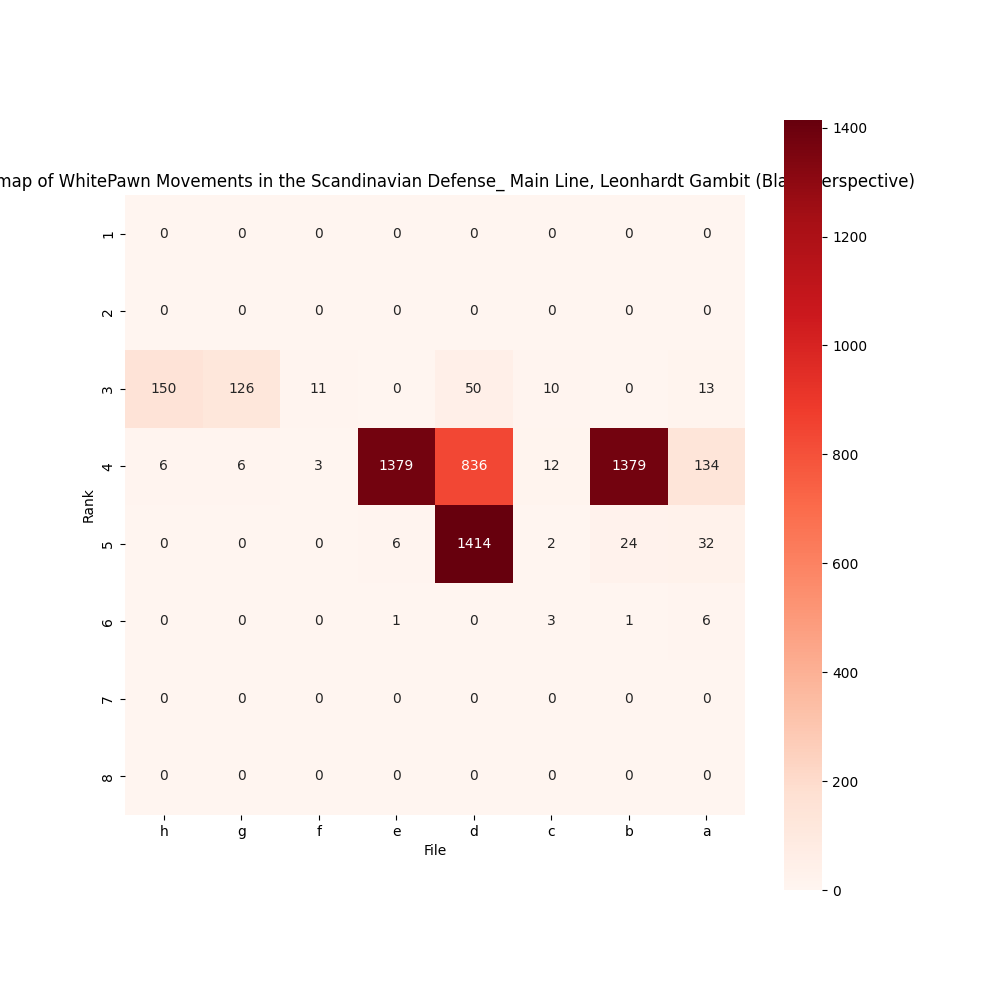 map of WhitePawn Movements in the Scandinavian Defense_ Main Line, Leonhardt Gambit (Bla erspective)
1 0 0 0 0 0 0 0 0
2 0 0 0 0 0 0 0 0
3 150 126 11 0 50 10 0 13
4 6 6 3 1379 836 12 1379 134
5 0 0 0 6 1414 2 24 32
6 0 0 0 1 0 3 1 6
7 0 0 0 0 0 0 0 0
8 0 0 0 0 0 0 0 0
h g f e d c b a
File
Rank
1400
1200
1000
800
600
400
200
0